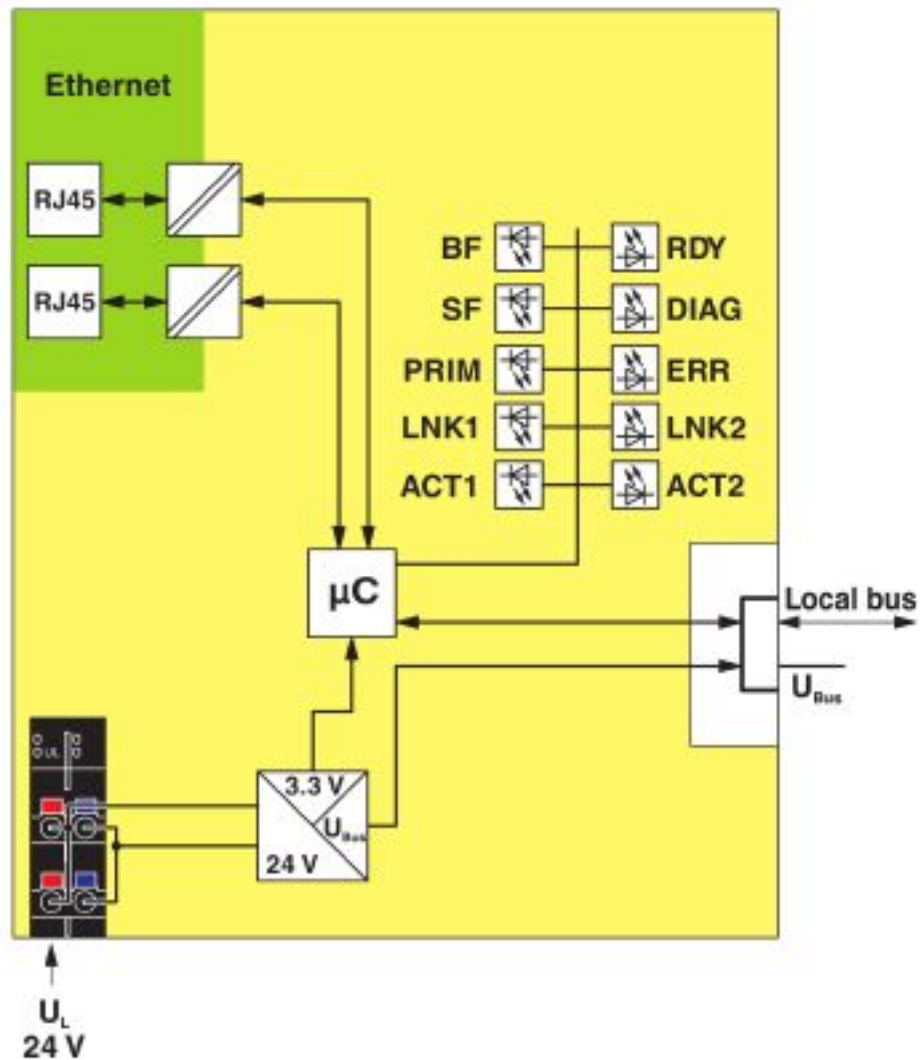 Ethernet
RJ45
RJ45
BF RDY
SF DIAG
PRIM ERR
LNK1 LNK2
ACT1 ACT2
µC
Local bus
U_Bus
UL
3.3 V
U_Bus
24 V
U_L
24 V